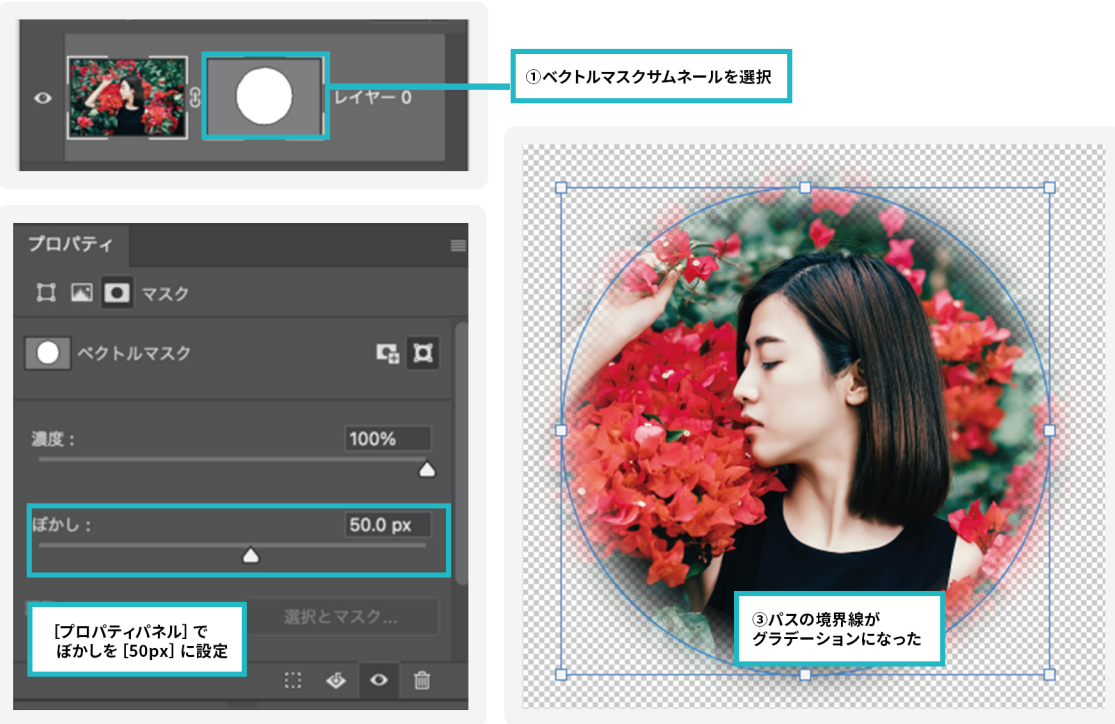 レイヤー 0
①ベクトルマスクサムネールを選択
プロパティ
マスク
ベクトルマスク
濃度：
100%
ぼかし：
50.0 px
選択とマスク...
［プロパティパネル］で
ぼかしを［50px］に設定
③パスの境界線が
グラデーションになった